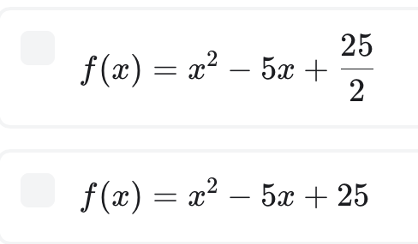 f(x) = x² − 5x + 25/2
f(x) = x² − 5x + 25